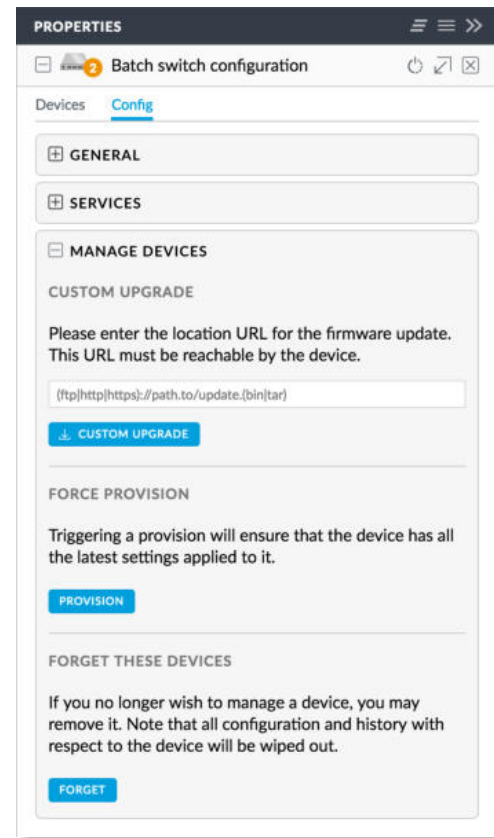 PROPERTIES
2 Batch switch configuration
Devices Config
GENERAL
SERVICES
MANAGE DEVICES
CUSTOM UPGRADE
Please enter the location URL for the firmware update.
This URL must be reachable by the device.
(ftp|http|https)://path.to/update.(bin|tar)
CUSTOM UPGRADE
FORCE PROVISION
Triggering a provision will ensure that the device has all
the latest settings applied to it.
PROVISION
FORGET THESE DEVICES
If you no longer wish to manage a device, you may
remove it. Note that all configuration and history with
respect to the device will be wiped out.
FORGET